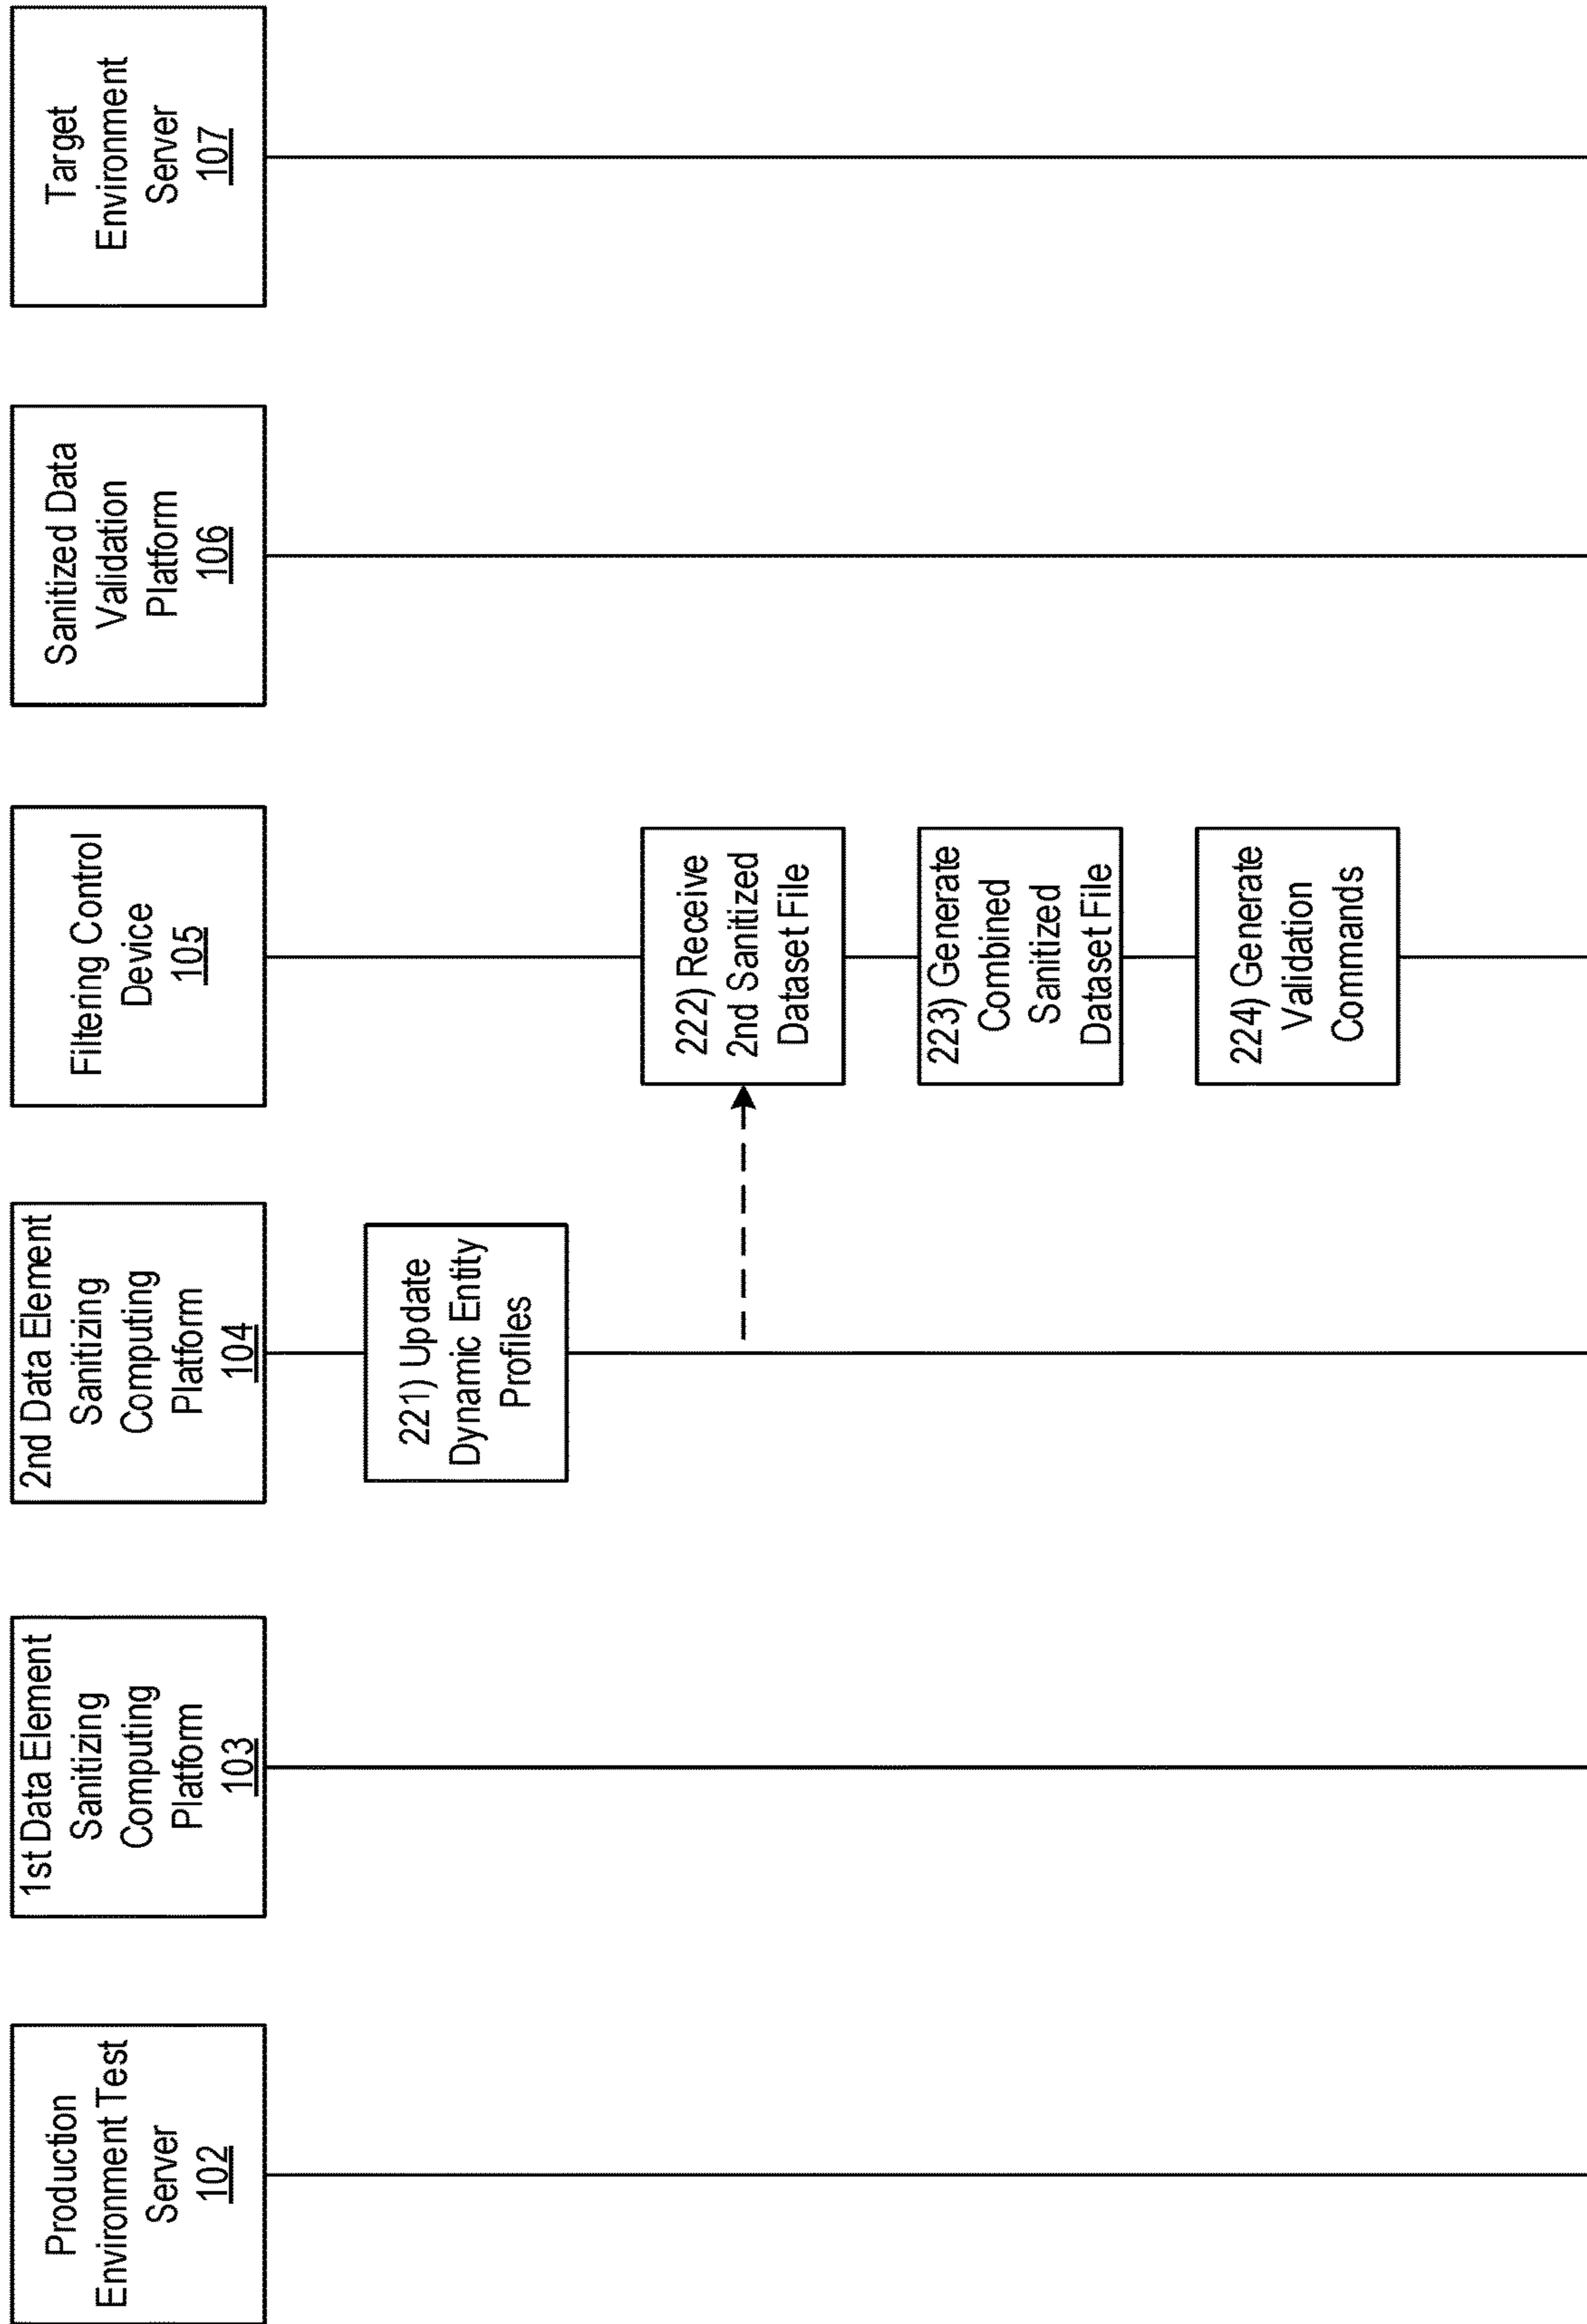 Production
Environment Test
Server
102
1st Data Element
Sanitizing
Computing
Platform
103
2nd Data Element
Sanitizing
Computing
Platform
104
Filtering Control
Device
105
Sanitized Data
Validation
Platform
106
Target
Environment
Server
107
221) Update
Dynamic Entity
Profiles
222) Receive
2nd Sanitized
Dataset File
223) Generate
Combined
Sanitized
Dataset File
224) Generate
Validation
Commands